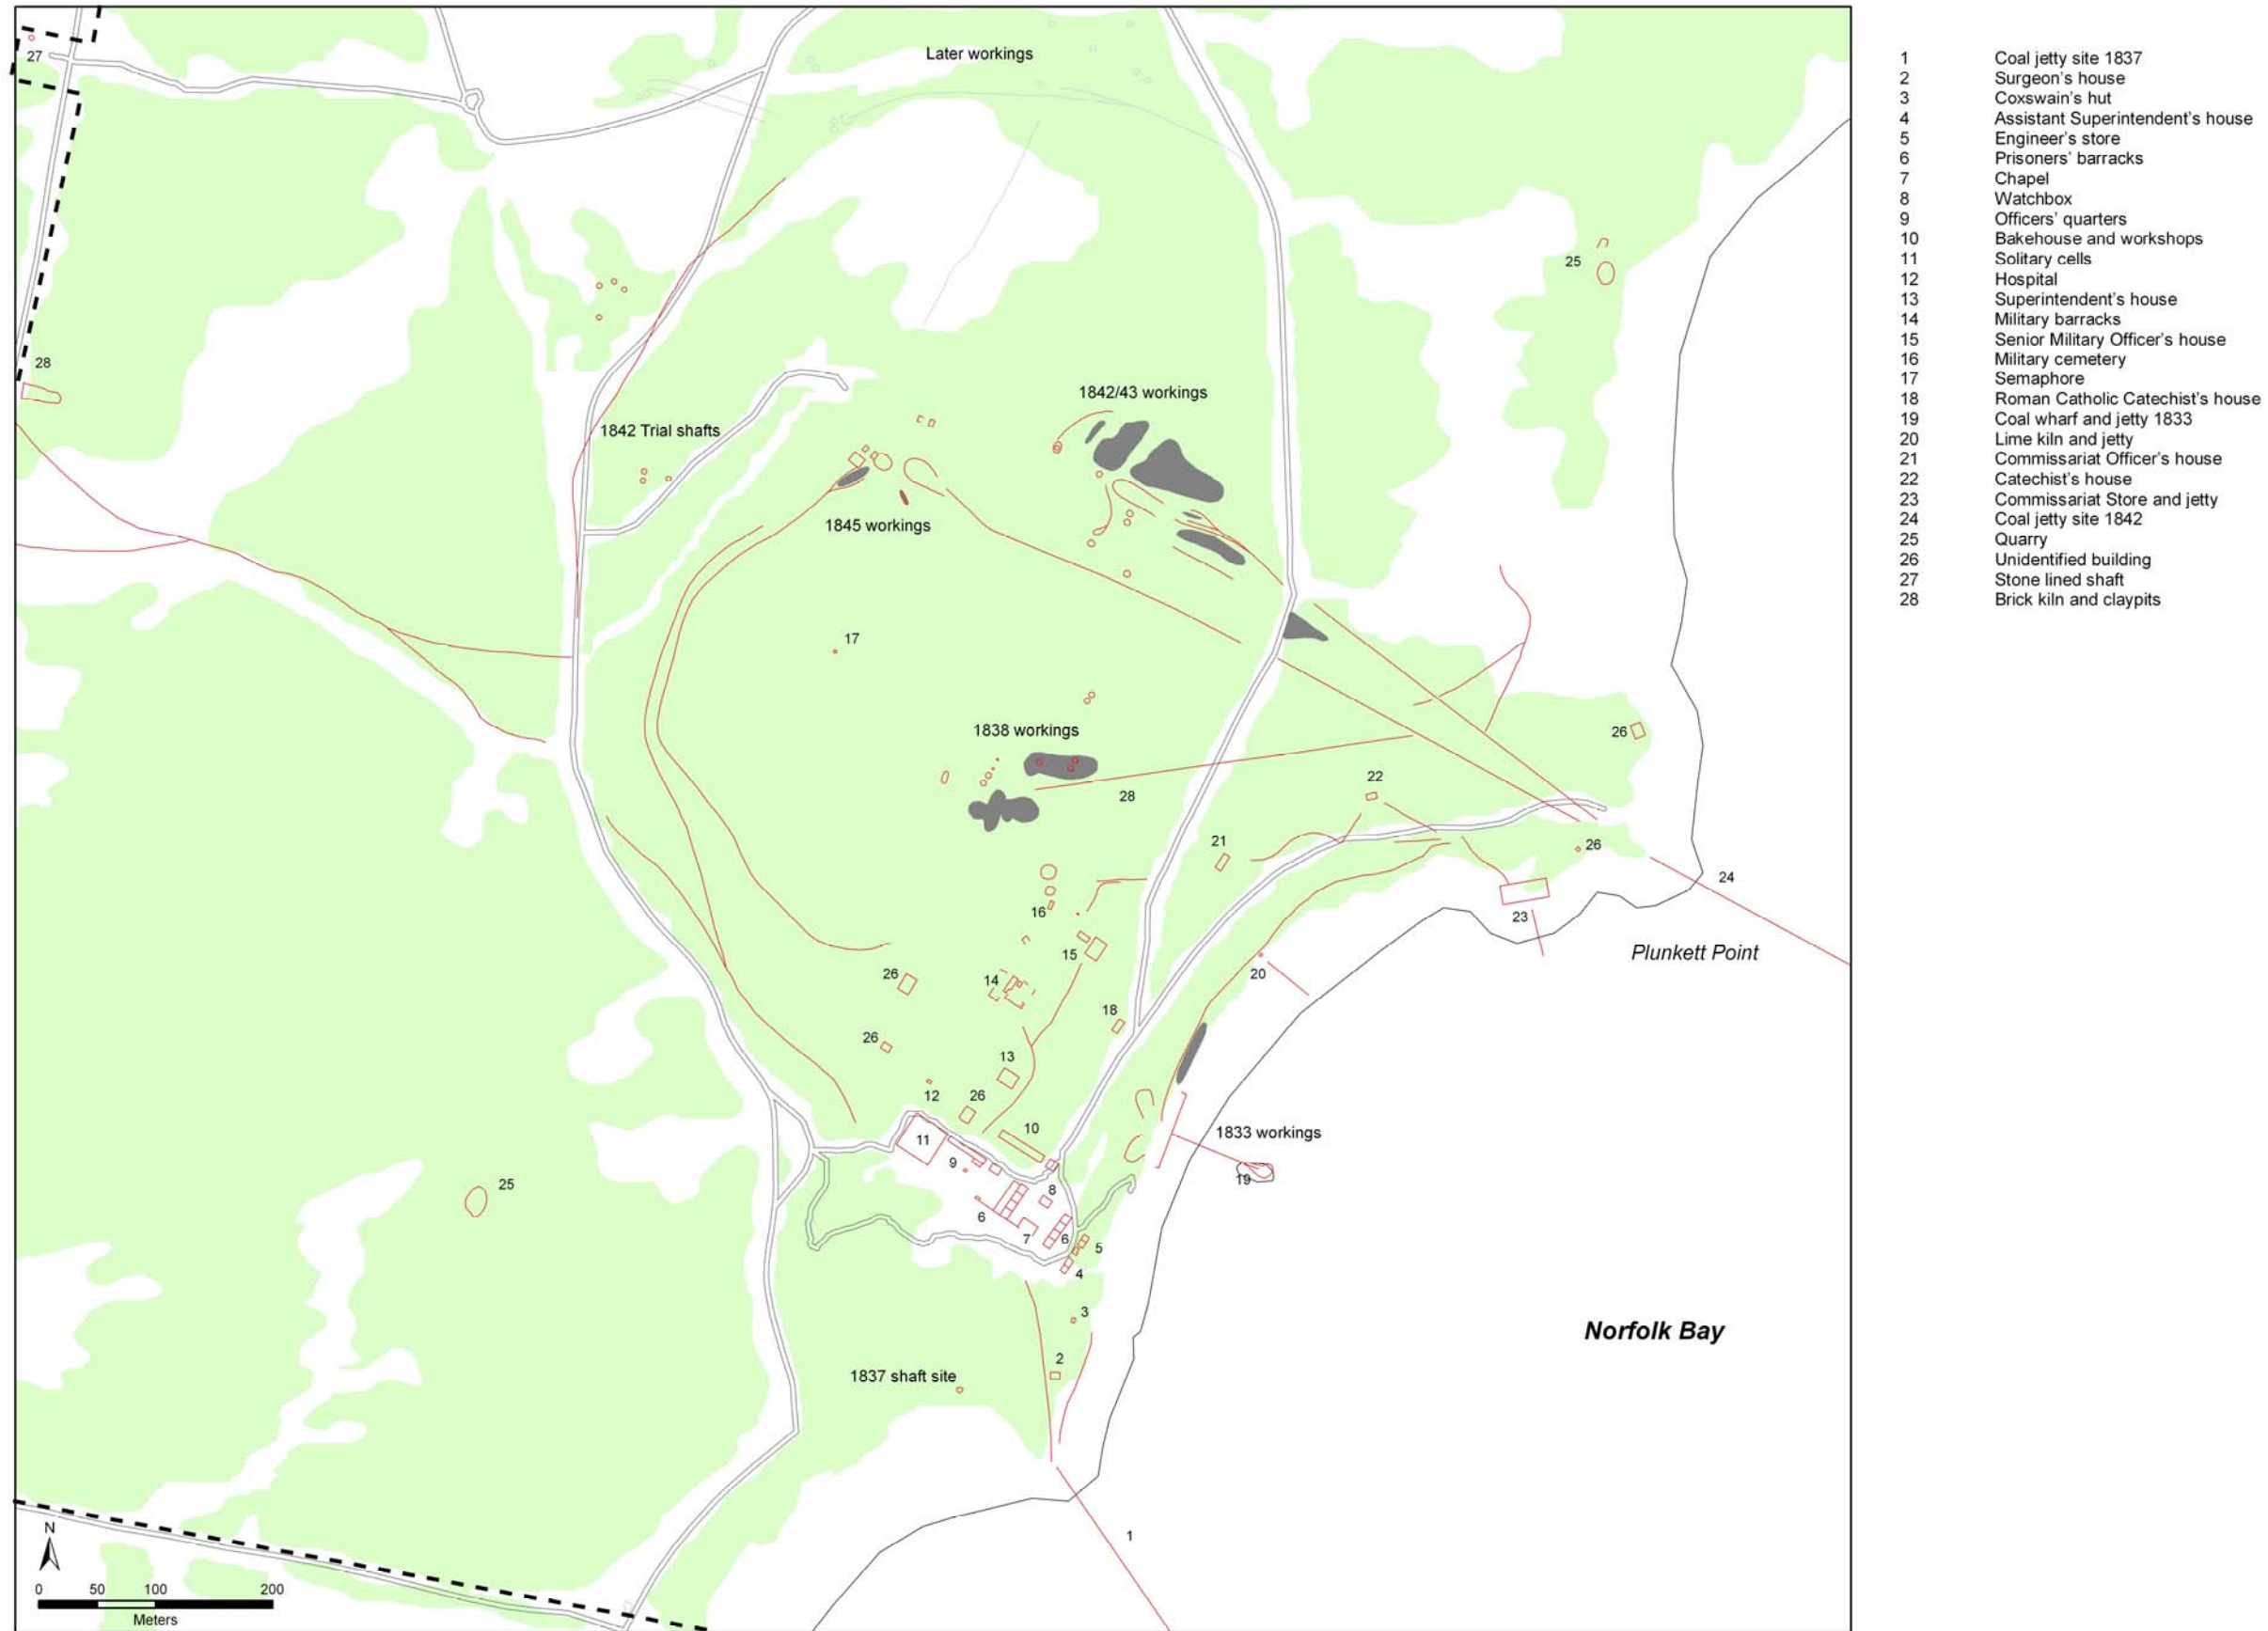 Later workings
27
25
28
1842/43 workings
1842 Trial shafts
1845 workings
17
1838 workings
26
22
28
21
26
24
16
23
15
Plunkett Point
26
14
20
18
26
13
12
26
10
1833 workings
11
9
19
25
8
6
7
6
5
4
3
Norfolk Bay
2
1837 shaft site
N
1
0 50 100 200
Meters
1 Coal jetty site 1837
2 Surgeon's house
3 Coxswain's hut
4 Assistant Superintendent's house
5 Engineer's store
6 Prisoners' barracks
7 Chapel
8 Watchbox
9 Officers' quarters
10 Bakehouse and workshops
11 Solitary cells
12 Hospital
13 Superintendent's house
14 Military barracks
15 Senior Military Officer's house
16 Military cemetery
17 Semaphore
18 Roman Catholic Catechist's house
19 Coal wharf and jetty 1833
20 Lime kiln and jetty
21 Commissariat Officer's house
22 Catechist's house
23 Commissariat Store and jetty
24 Coal jetty site 1842
25 Quarry
26 Unidentified building
27 Stone lined shaft
28 Brick kiln and claypits